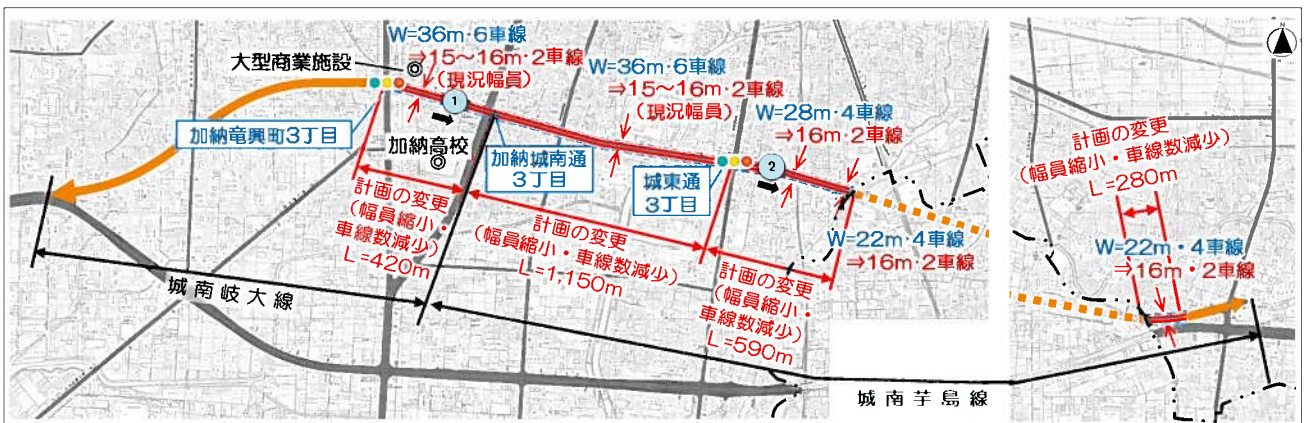 W=36m・6車線
⇒15～16m・2車線
(現況幅員)
大型商業施設
W=36m・6車線
⇒15～16m・2車線
(現況幅員)
W=28m・4車線
⇒16m・2車線
1
2
加納竜興町3丁目
加納高校
加納城南通
3丁目
城東通
3丁目
計画の変更
(幅員縮小・
車線数減少)
L=420m
計画の変更
(幅員縮小・車線数減少)
L=1,150m
計画の変更
(幅員縮小・
車線数減少)
L=590m
W=22m・4車線
⇒16m・2車線
城南岐大線
城南芋島線
N
計画の変更
(幅員縮小・車線数減少)
L=280m
W=22m・4車線
⇒16m・2車線